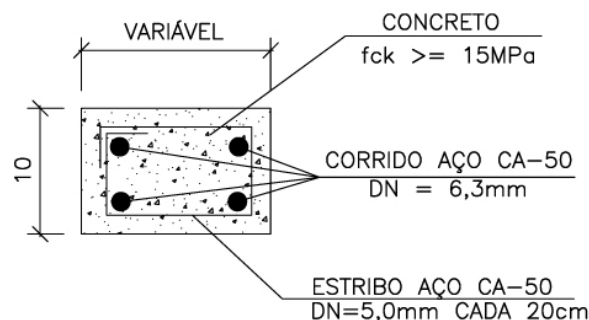 VARIÁVEL
CONCRETO
fck >= 15MPa
10
CORRIDO AÇO CA-50
DN = 6,3mm
ESTRIBO AÇO CA-50
DN=5,0mm CADA 20cm